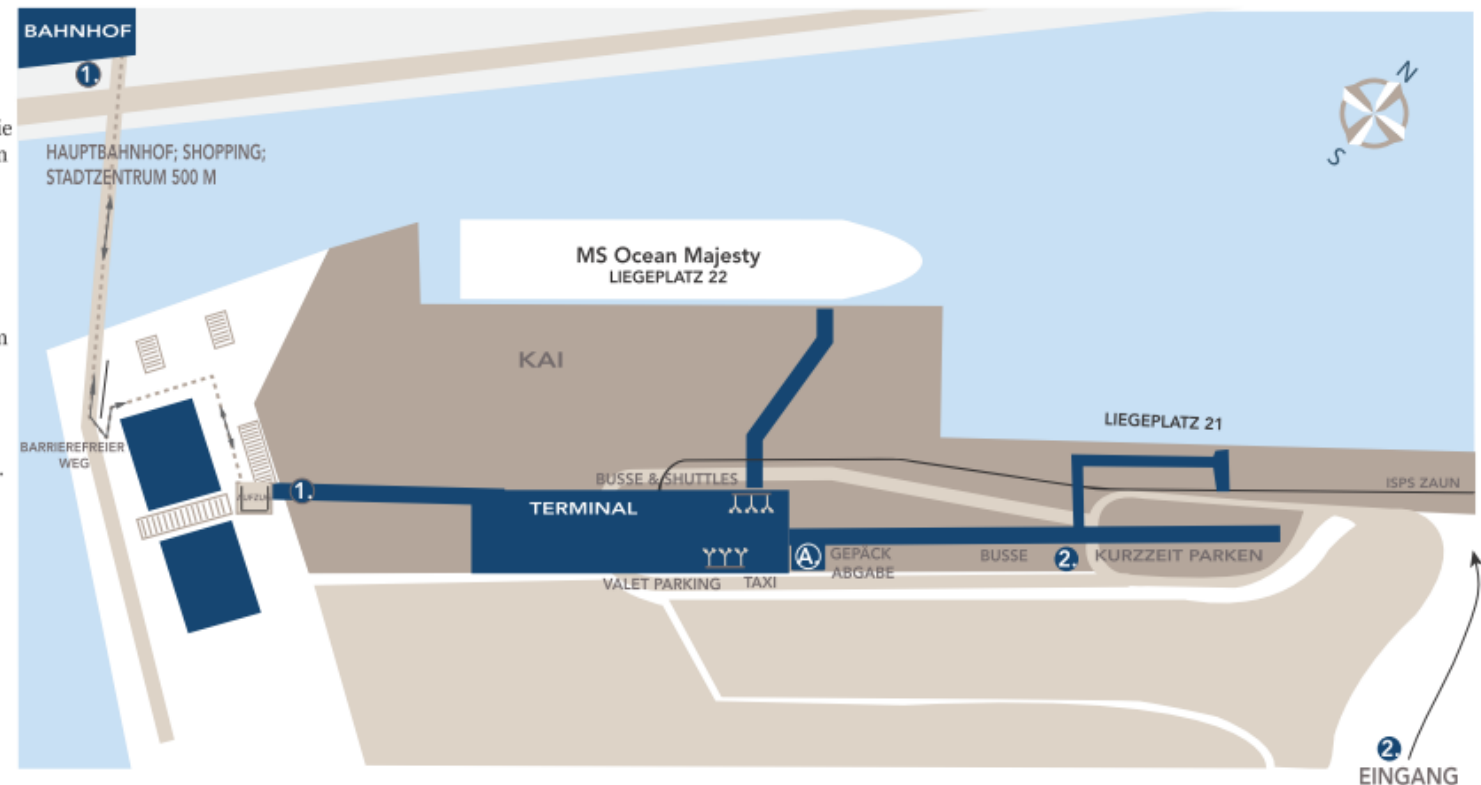 BAHNHOF
1.
N
S
HAUPTBAHNHOF; SHOPPING;
STADTZENTRUM 500 M
MS Ocean Majesty
LIEGEPLATZ 22
KAI
LIEGEPLATZ 21
BARRIEREFREIER
WEG
BUSSE & SHUTTLES
ISPS ZAUN
1.
TERMINAL
A.
GEPÄCK
ABGABE
BUSSE
2.
KURZZEIT PARKEN
VALET PARKING
TAXI
2.
EINGANG